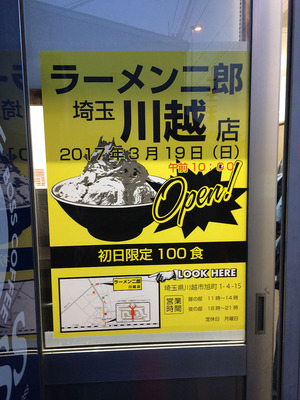 ラーメン二郎
埼玉 川越 店
2017年3月19日(日)
午前10:00
Open!
初日限定100食
LOOK HERE
ラーメン二郎
埼玉県川越市旭町1-4-15
営業時間
昼の部 11時~14時
夜の部 18時~21時
定休日 月曜日